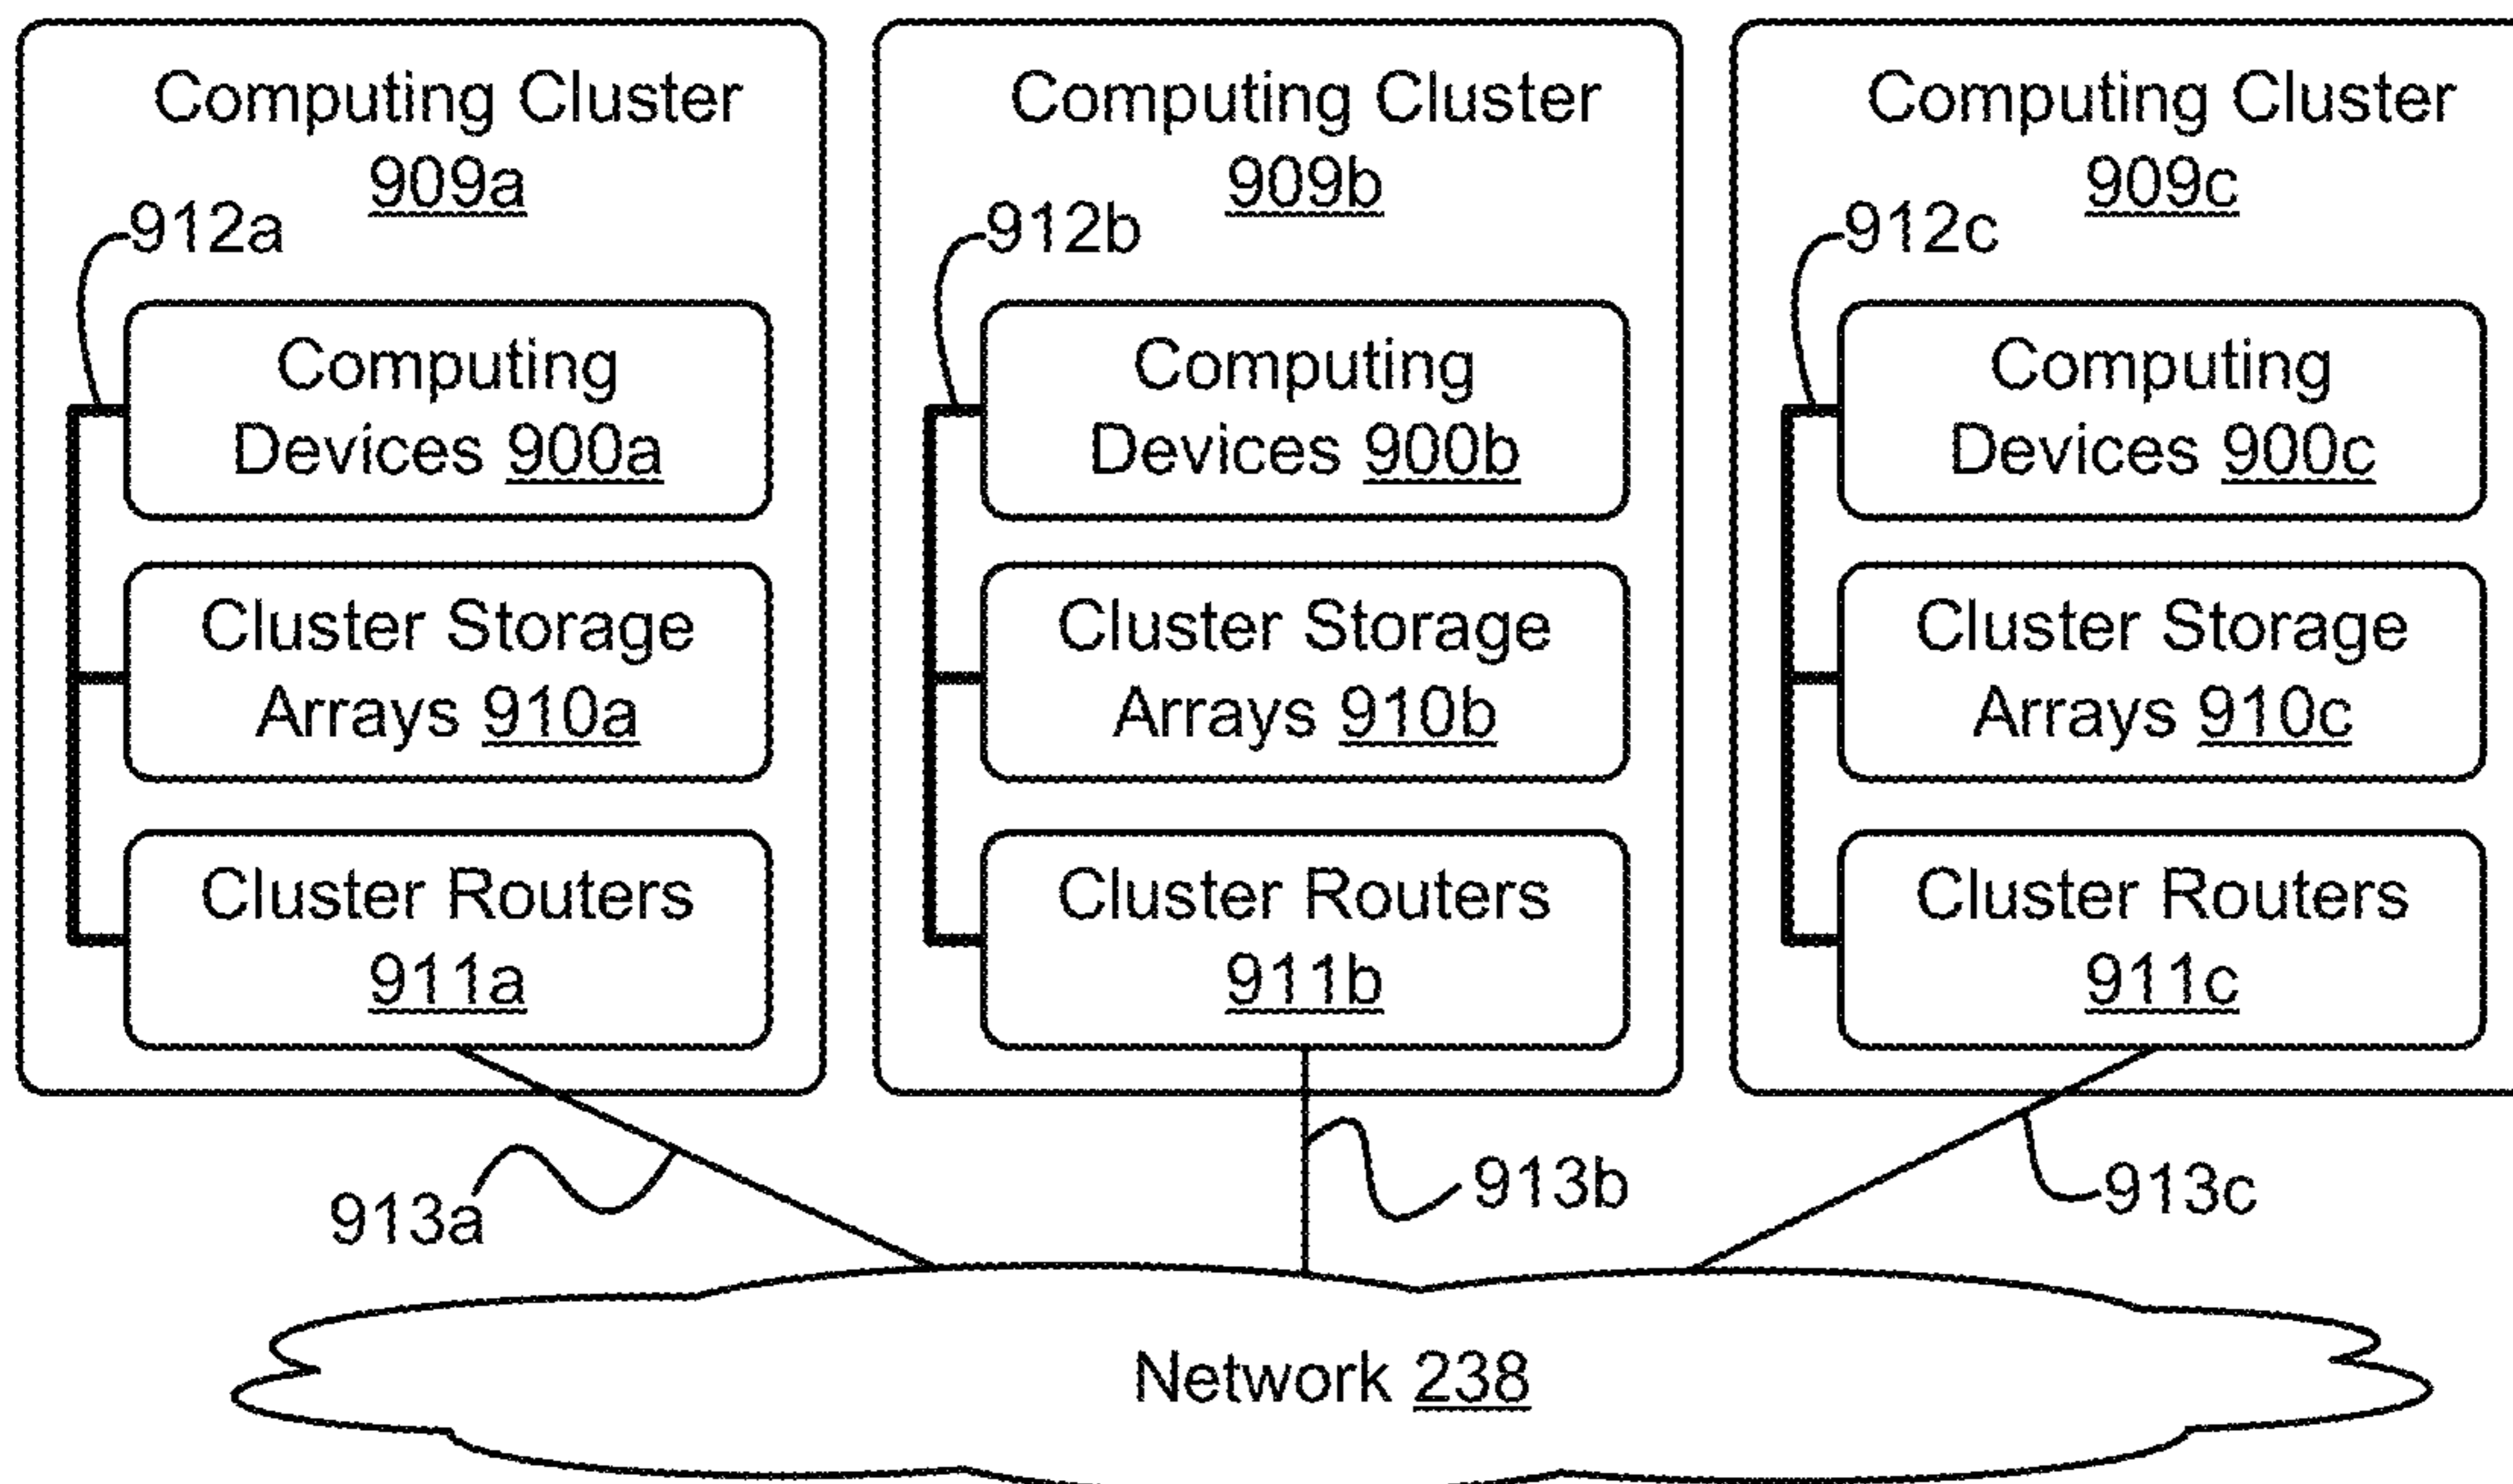 Computing Cluster
909a
912a
Computing
Devices 900a
Cluster Storage
Arrays 910a
Cluster Routers
911a
Computing Cluster
909b
912b
Computing
Devices 900b
Cluster Storage
Arrays 910b
Cluster Routers
911b
Computing Cluster
909c
912c
Computing
Devices 900c
Cluster Storage
Arrays 910c
Cluster Routers
911c
913a
913b
913c
Network 238